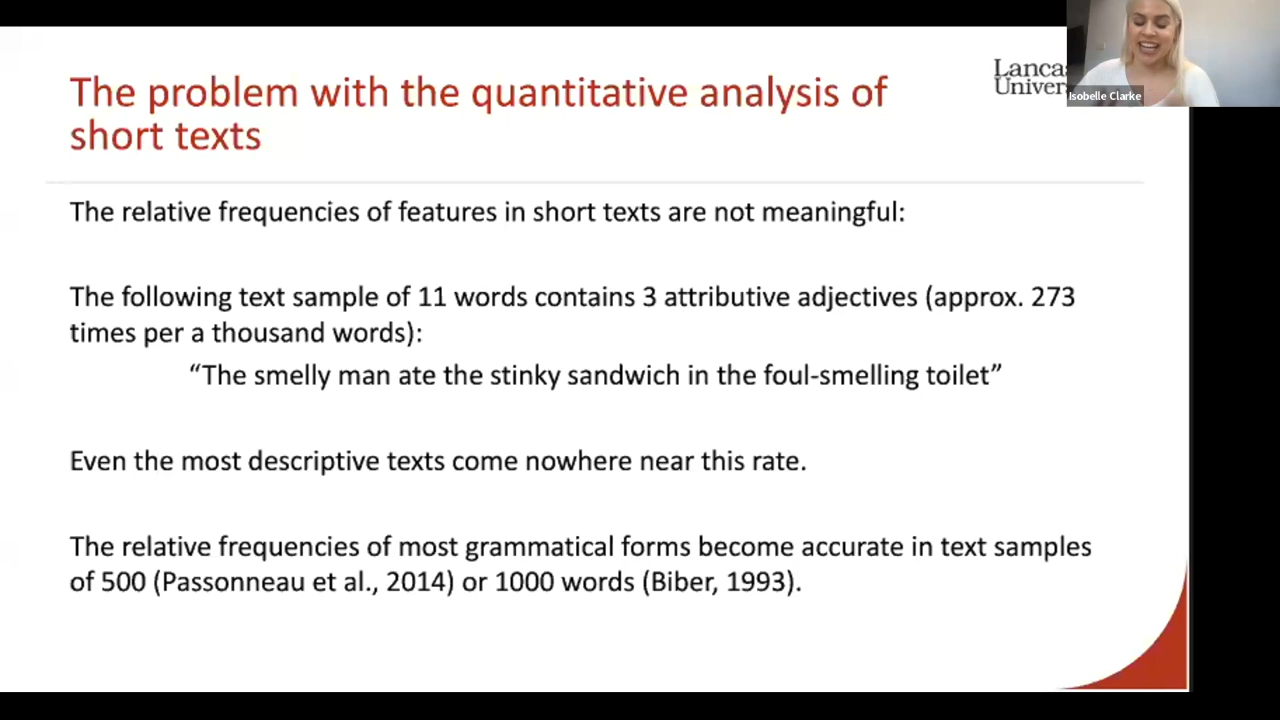 The problem with the quantitative analysis of
short texts
Isobelle Clarke
The relative frequencies of features in short texts are not meaningful:
The following text sample of 11 words contains 3 attributive adjectives (approx. 273
times per a thousand words):
“The smelly man ate the stinky sandwich in the foul-smelling toilet”
Even the most descriptive texts come nowhere near this rate.
The relative frequencies of most grammatical forms become accurate in text samples
of 500 (Passonneau et al., 2014) or 1000 words (Biber, 1993).